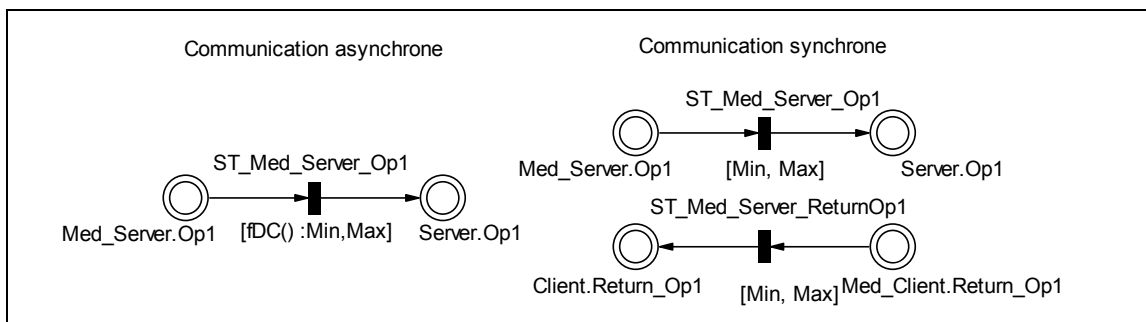 Communication asynchrone
ST_Med_Server_Op1
Med_Server.Op1
[fDC() :Min,Max]
Server.Op1
Communication synchrone
ST_Med_Server_Op1
Med_Server.Op1
[Min, Max]
Server.Op1
ST_Med_Server_ReturnOp1
Client.Return_Op1
[Min, Max]
Med_Client.Return_Op1